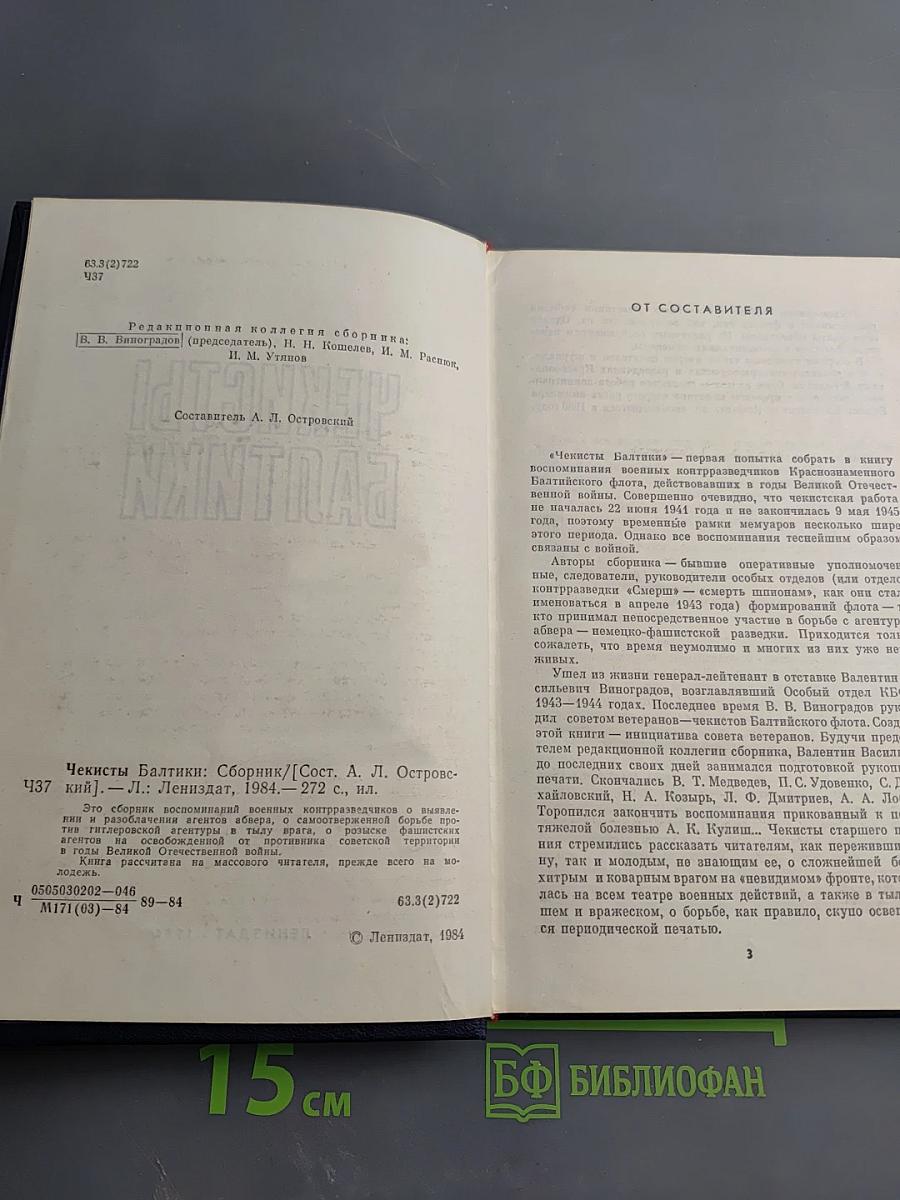 63.3(2)722
Ч37
Редакционная коллегия сборника:
В. В. Виноградов (председатель), Н. Н. Кошелев, И. М. Распюк,
И. М. Утянов
Составитель А. Л. Островский
Чекисты Балтики: Сборник/[Сост. А. Л. Островс-
Ч37 кий]. — Л.: Лениздат, 1984. — 272 с., ил.
Это сборник воспоминаний военных контрразведчиков о выявле-
нии и разоблачении агентов абвера, о самоотверженной борьбе про-
тив гитлеровской агентуры в тылу врага, о розыске фашистских
агентов на освобожденной от противника советской территории
в годы Великой Отечественной войны.
Книга рассчитана на массового читателя, прежде всего на мо-
лодежь.
Ч 0505030202—046
М171(03)—84 89—84
63.3(2)722
© Лениздат, 1984
ОТ СОСТАВИТЕЛЯ
«Чекисты Балтики» — первая попытка собрать в книгу
воспоминания военных контрразведчиков Краснознаменного
Балтийского флота, действовавших в годы Великой Отечест-
венной войны. Совершенно очевидно, что чекистская работа
не началась 22 июня 1941 года и не закончилась 9 мая 1945
года, поэтому временные рамки мемуаров несколько шире
этого периода. Однако все воспоминания теснейшим образом
связаны с войной.
Авторы сборника — бывшие оперативные уполномочен-
ные, следователи, руководители особых отделов (или отдело
контрразведки «Смерш» — «смерть шпионам», как они стал
именоваться в апреле 1943 года) формирований флота — т
кто принимал непосредственное участие в борьбе с агентур
абвера — немецко-фашистской разведки. Приходится толь
сожалеть, что время неумолимо и многих из них уже не
живых.
Ушел из жизни генерал-лейтенант в отставке Валентин
сильевич Виноградов, возглавлявший Особый отдел КБ
1943—1944 годах. Последнее время В. В. Виноградов рук
дил советом ветеранов—чекистов Балтийского флота. Созд
этой книги — инициатива совета ветеранов. Будучи предс
телем редакционной коллегии сборника, Валентин Василь
до последних своих дней занимался подготовкой рукопи
печати. Скончались В. Т. Медведев, П. С. Удовенко, С.
хайловский, Н. А. Козырь, Л. Ф. Дмитриев, А. А. Лоб
Торопился закончить воспоминания прикованный к по
тяжелой болезнью А. К. Кулиш... Чекисты старшего п
ния стремились рассказать читателям, как пережившим
ну, так и молодым, не знающим ее, о сложнейшей б
хитрым и коварным врагом на «невидимом» фронте, кото
лась на всем театре военных действий, а также в тыл
шем и вражеском, о борьбе, как правило, скупо освещ
ся периодической печатью.
3
15 см
БФ БИБЛИОФАН